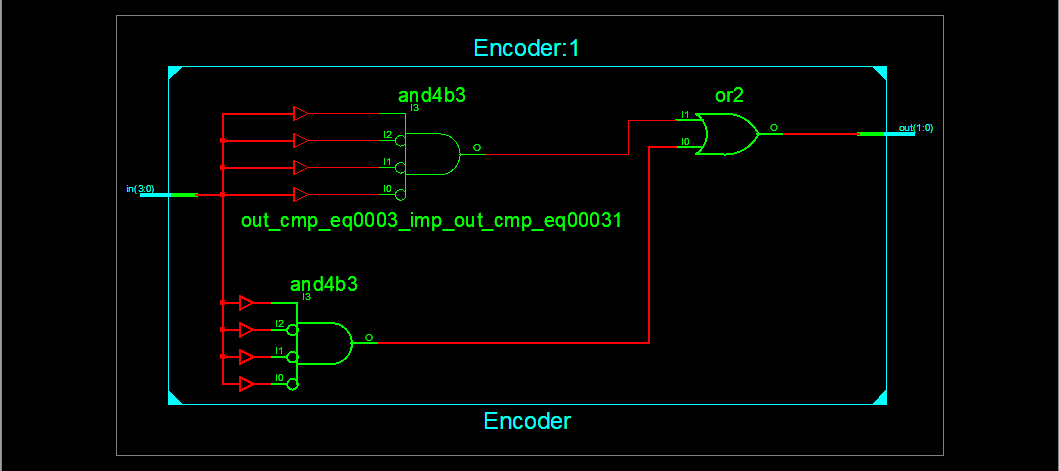 Encoder:1
and4b3
or2
I3
I1
O
out(1:0)
I2
O
I0
I1
in(3:0)
I0
out_cmp_eq0003_imp_out_cmp_eq00031
and4b3
I3
I2
O
I1
I0
Encoder